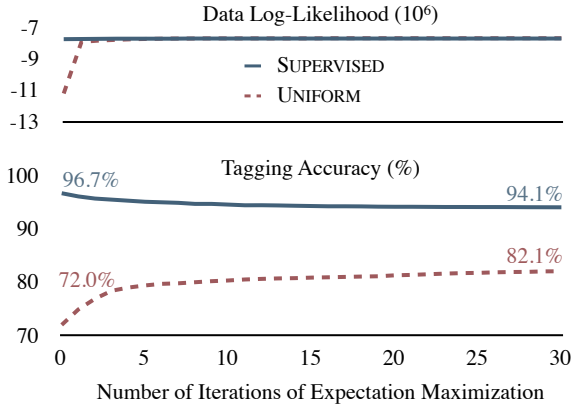 Data Log-Likelihood (10⁶)
-7
-9
-11
-13
SUPERVISED
UNIFORM
Tagging Accuracy (%)
100
90
80
70
96.7%
94.1%
72.0%
82.1%
0 5 10 15 20 25 30
Number of Iterations of Expectation Maximization